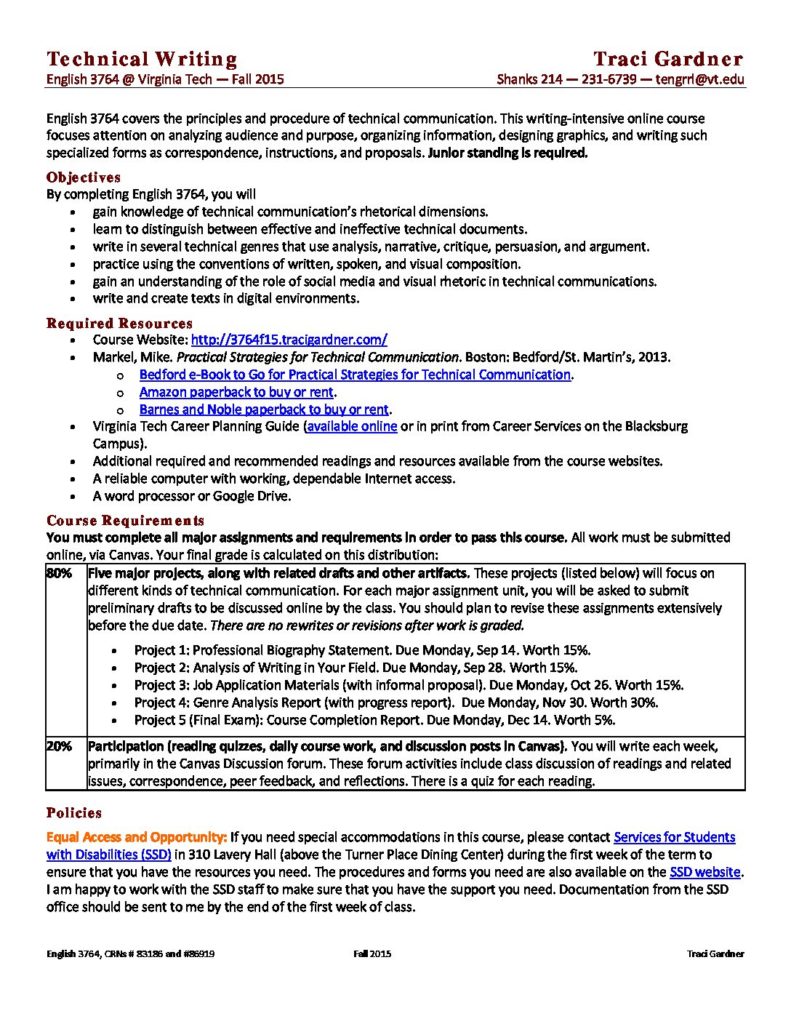 Technical Writing Traci Gardner
English 3764 @ Virginia Tech — Fall 2015 Shanks 214 — 231-6739 — tengrrl@vt.edu
English 3764 covers the principles and procedure of technical communication. This writing-intensive online course
focuses attention on analyzing audience and purpose, organizing information, designing graphics, and writing such
specialized forms as correspondence, instructions, and proposals. Junior standing is required.
Objectives
By completing English 3764, you will
• gain knowledge of technical communication's rhetorical dimensions.
• learn to distinguish between effective and ineffective technical documents.
• write in several technical genres that use analysis, narrative, critique, persuasion, and argument.
• practice using the conventions of written, spoken, and visual composition.
• gain an understanding of the role of social media and visual rhetoric in technical communications.
• write and create texts in digital environments.
Required Resources
• Course Website: http://3764f15.tracigardner.com/
• Markel, Mike. Practical Strategies for Technical Communication. Boston: Bedford/St. Martin's, 2013.
o Bedford e-Book to Go for Practical Strategies for Technical Communication.
o Amazon paperback to buy or rent.
o Barnes and Noble paperback to buy or rent.
• Virginia Tech Career Planning Guide (available online or in print from Career Services on the Blacksburg
Campus).
• Additional required and recommended readings and resources available from the course websites.
• A reliable computer with working, dependable Internet access.
• A word processor or Google Drive.
Course Requirements
You must complete all major assignments and requirements in order to pass this course. All work must be submitted
online, via Canvas. Your final grade is calculated on this distribution:
80% Five major projects, along with related drafts and other artifacts. These projects (listed below) will focus on
different kinds of technical communication. For each major assignment unit, you will be asked to submit
preliminary drafts to be discussed online by the class. You should plan to revise these assignments extensively
before the due date. There are no rewrites or revisions after work is graded.
• Project 1: Professional Biography Statement. Due Monday, Sep 14. Worth 15%.
• Project 2: Analysis of Writing in Your Field. Due Monday, Sep 28. Worth 15%.
• Project 3: Job Application Materials (with informal proposal). Due Monday, Oct 26. Worth 15%.
• Project 4: Genre Analysis Report (with progress report). Due Monday, Nov 30. Worth 30%.
• Project 5 (Final Exam): Course Completion Report. Due Monday, Dec 14. Worth 5%.
20% Participation (reading quizzes, daily course work, and discussion posts in Canvas). You will write each week,
primarily in the Canvas Discussion forum. These forum activities include class discussion of readings and related
issues, correspondence, peer feedback, and reflections. There is a quiz for each reading.
Policies
Equal Access and Opportunity: If you need special accommodations in this course, please contact Services for Students
with Disabilities (SSD) in 310 Lavery Hall (above the Turner Place Dining Center) during the first week of the term to
ensure that you have the resources you need. The procedures and forms you need are also available on the SSD website.
I am happy to work with the SSD staff to make sure that you have the support you need. Documentation from the SSD
office should be sent to me by the end of the first week of class.
English 3764, CRNs # 83186 and #86919 Fall 2015 Traci Gardner